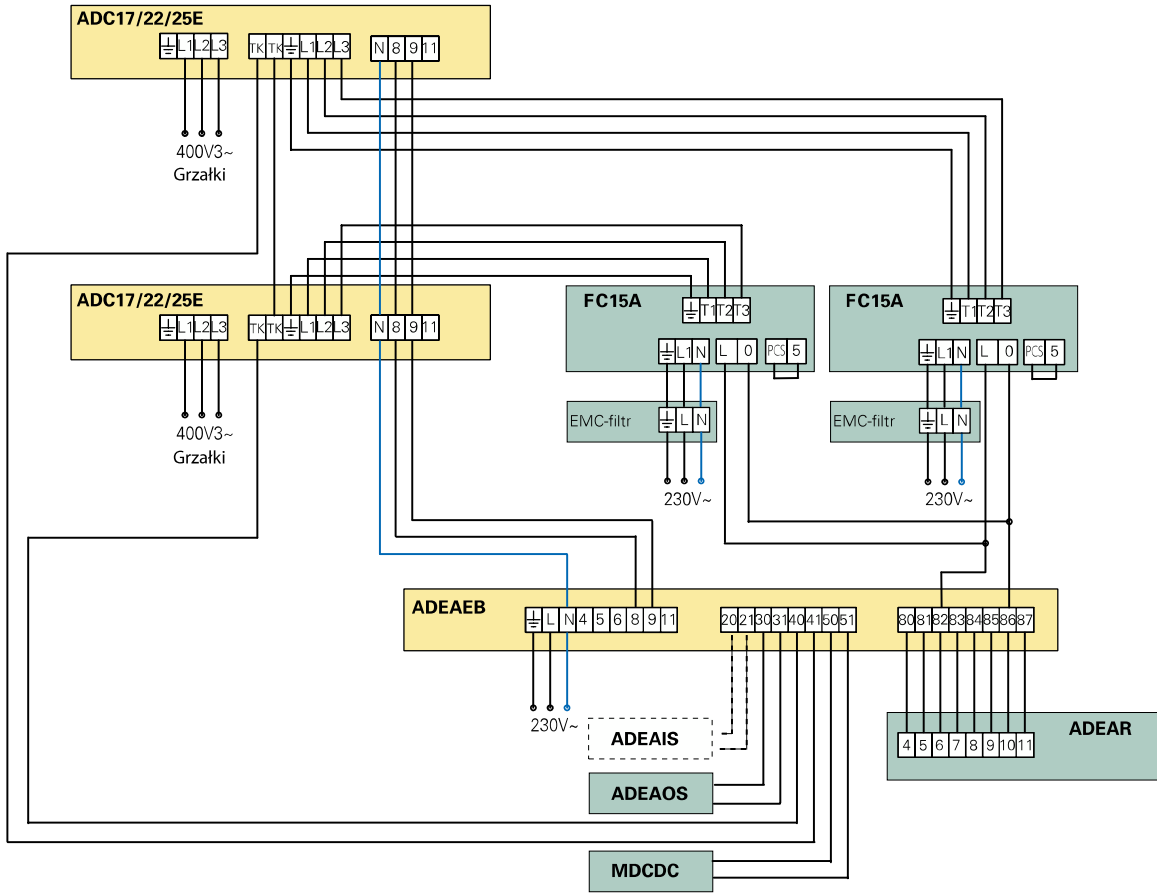 ADC17/22/25E
⏚ L1 L2 L3
TK TK ⏚ L1 L2 L3
N 8 9 11
400V3~
Grzałki
ADC17/22/25E
⏚ L1 L2 L3
TK TK ⏚ L1 L2 L3
N 8 9 11
400V3~
Grzałki
FC15A
⏚ T1 T2 T3
⏚ L1 N
L 0
PCS 5
EMC-filtr
⏚ L N
230V~
FC15A
⏚ T1 T2 T3
⏚ L1 N
L 0
PCS 5
EMC-filtr
⏚ L N
230V~
ADEAEB
⏚ L N 4 5 6 8 9 11
20 21 30 31 40 41 50 51
80 81 82 83 84 85 86 87
230V~
ADEAIS
ADEAOS
MDCDC
ADEAR
4 5 6 7 8 9 10 11